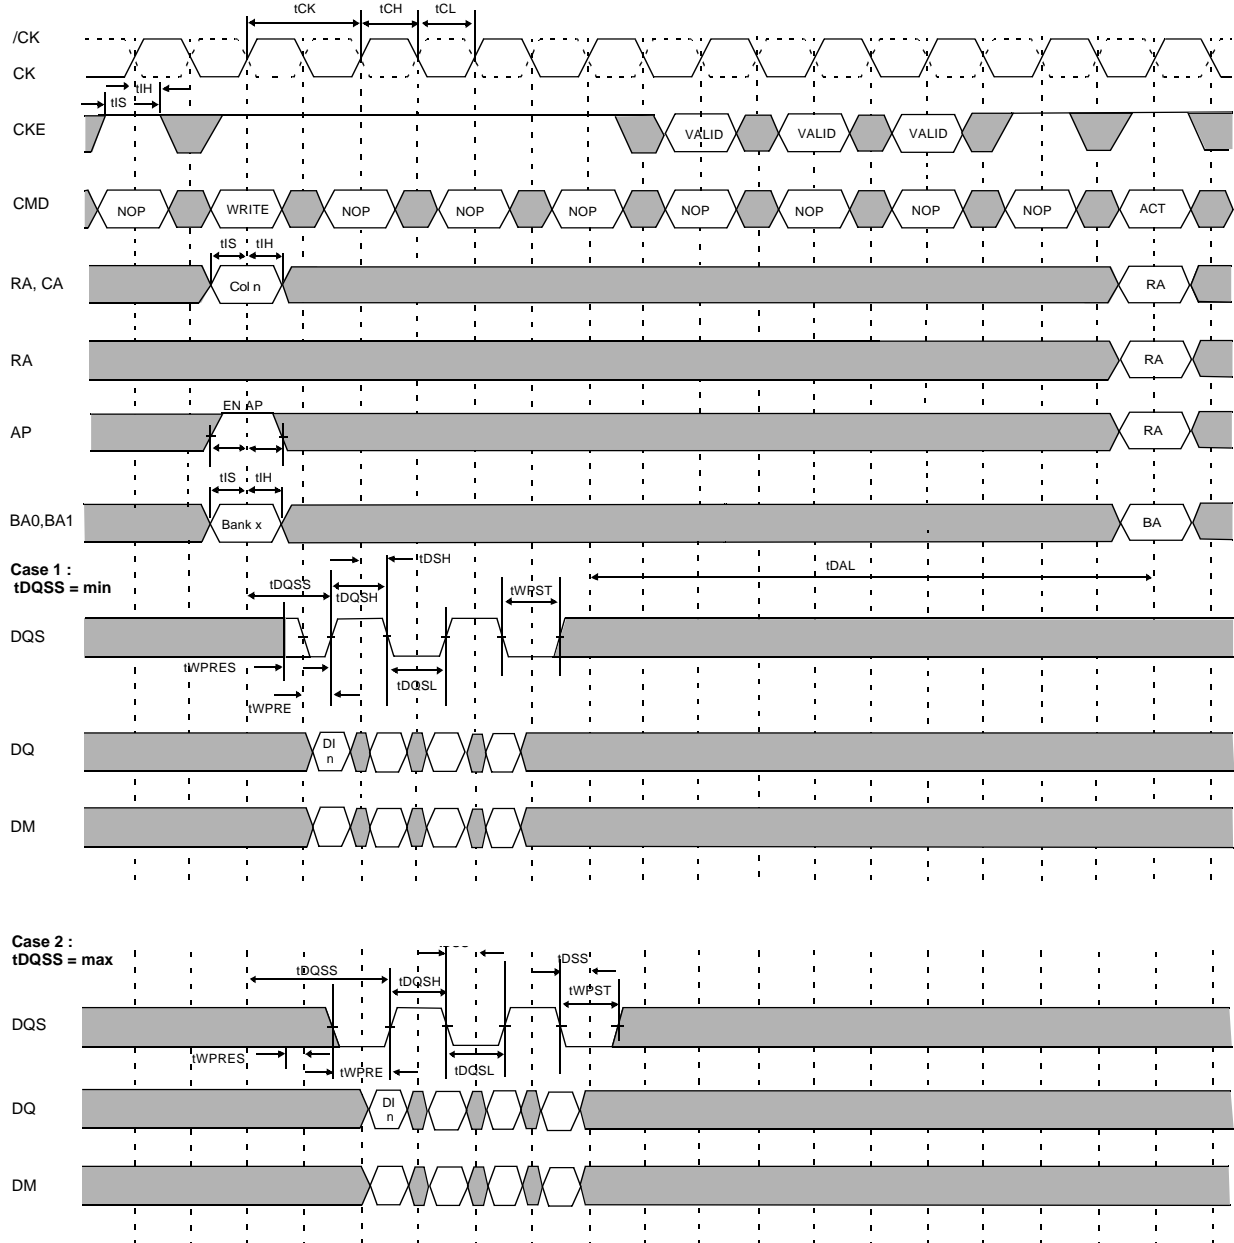 tCK tCH tCL
/CK
CK
tIH
tIS
CKE VALID VALID VALID
CMD NOP WRITE NOP NOP NOP NOP NOP NOP NOP ACT
tIS tIH
RA, CA Col n RA
RA RA
EN AP
AP RA
tIS tIH
BA0,BA1 Bank x BA
Case 1 :
tDQSS = min
tDSH
tDAL
tDQSS
tDQSH
tWPST
DQS
tWPRES
tDQSL
tWPRE
DQ DI
n
DM
Case 2 :
tDQSS = max
tDQSS
tDQSH
tDSS
tWPST
DQS
tWPRES
tWPRE
tDQSL
DQ DI
n
DM